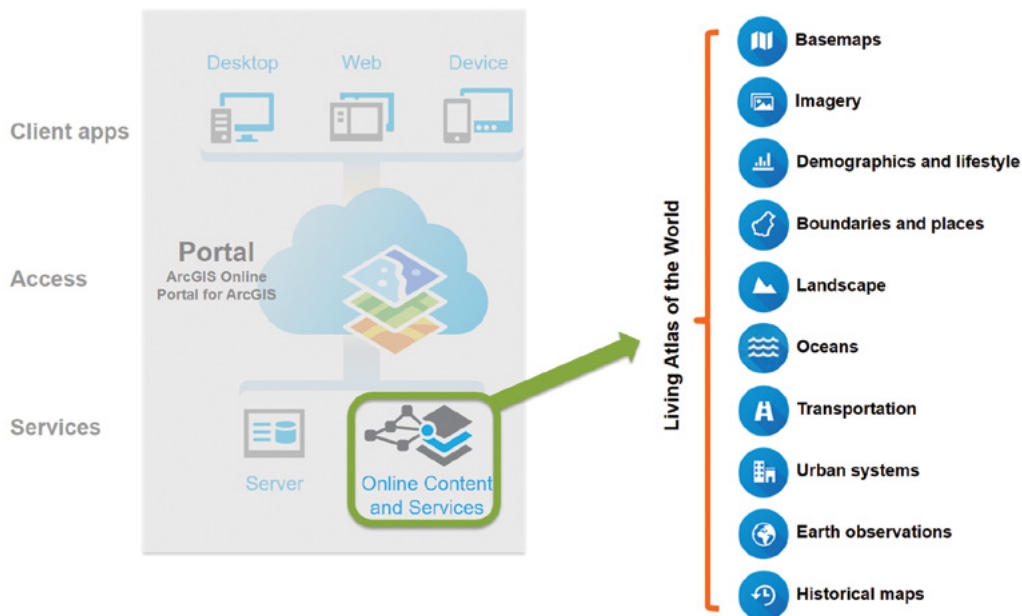 Desktop
Web
Device
Client apps
Portal
ArcGIS Online
Portal for ArcGIS
Access
Services
Server
Online Content
and Services
Living Atlas of the World
Basemaps
Imagery
Demographics and lifestyle
Boundaries and places
Landscape
Oceans
Transportation
Urban systems
Earth observations
Historical maps